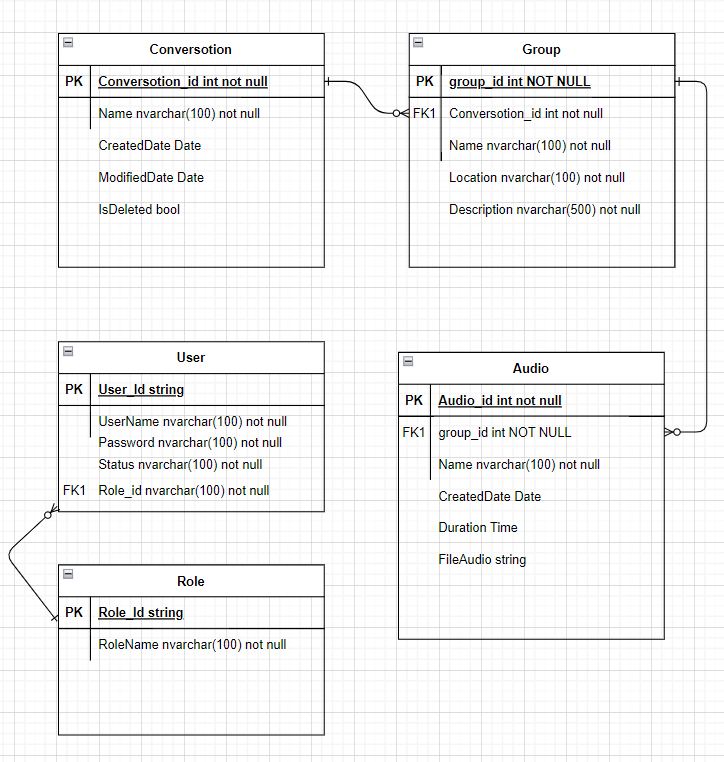 Conversotion
PK Conversotion_id int not null
Name nvarchar(100) not null
CreatedDate Date
ModifiedDate Date
IsDeleted bool
Group
PK group_id int NOT NULL
FK1 Conversotion_id int not null
Name nvarchar(100) not null
Location nvarchar(100) not null
Description nvarchar(500) not null
User
PK User_Id string
UserName nvarchar(100) not null
Password nvarchar(100) not null
Status nvarchar(100) not null
FK1 Role_id nvarchar(100) not null
Audio
PK Audio_id int not null
FK1 group_id int NOT NULL
Name nvarchar(100) not null
CreatedDate Date
Duration Time
FileAudio string
Role
PK Role_Id string
RoleName nvarchar(100) not null